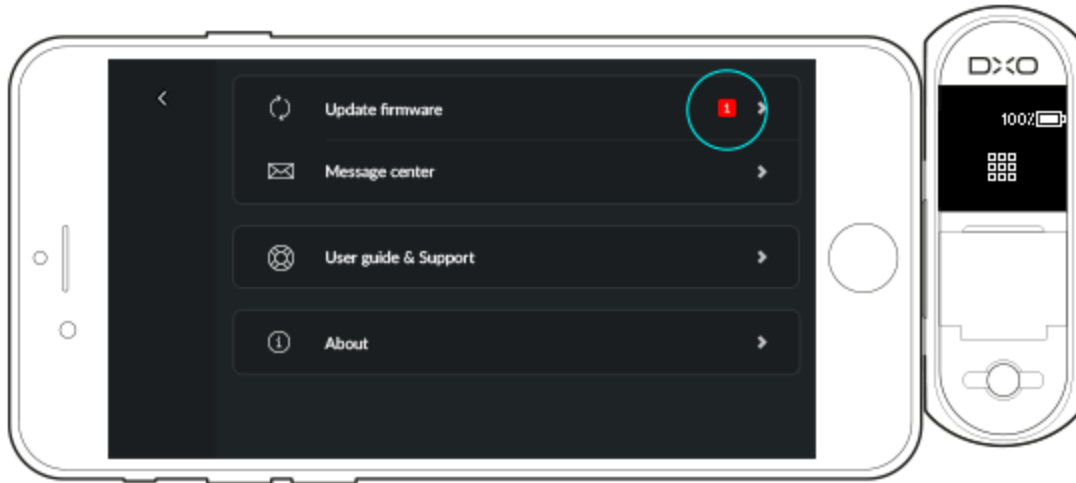 Update firmware 1
Message center
User guide & Support
About
DXO
100%